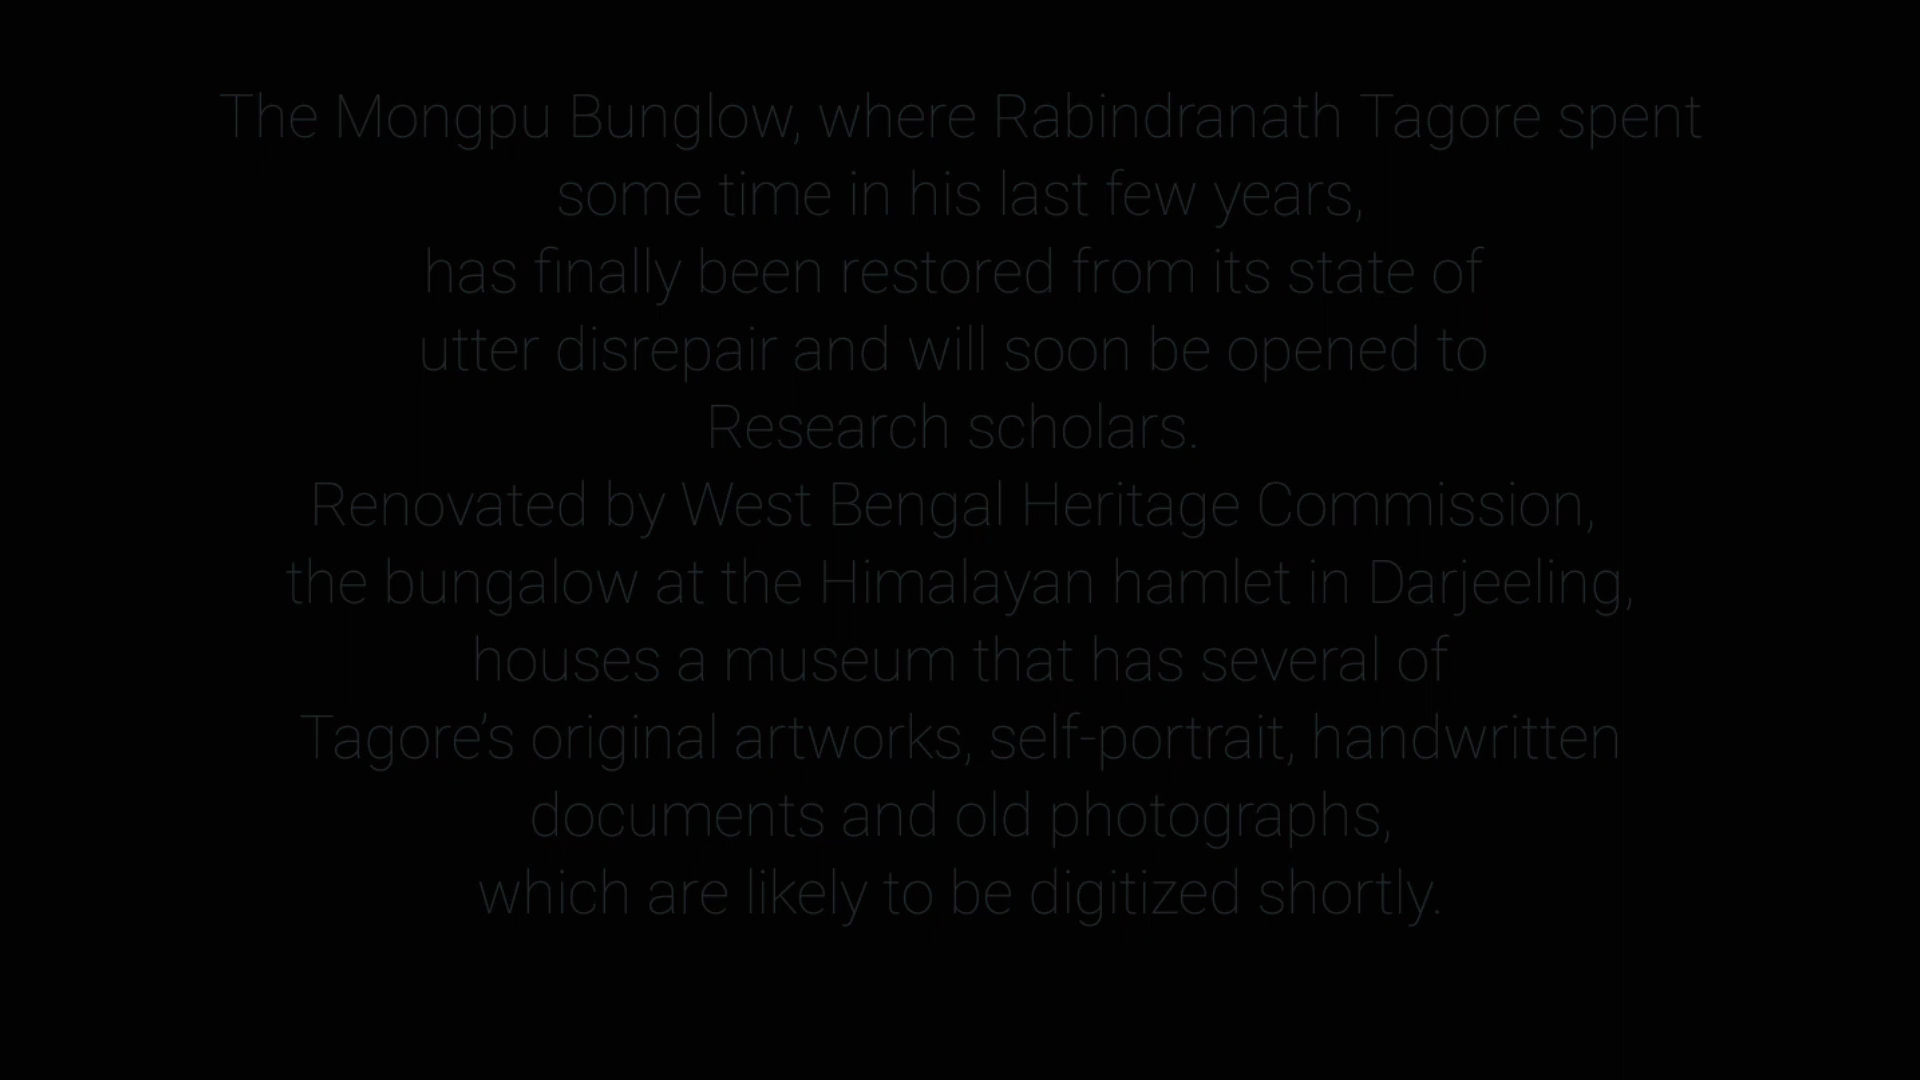 The Mongpu Bunglow, where Rabindranath Tagore spent
some time in his last few years,
has finally been restored from its state of
utter disrepair and will soon be opened to
Research scholars.
Renovated by West Bengal Heritage Commission,
the bungalow at the Himalayan hamlet in Darjeeling,
houses a museum that has several of
Tagore’s original artworks, self-portrait, handwritten
documents and old photographs,
which are likely to be digitized shortly.